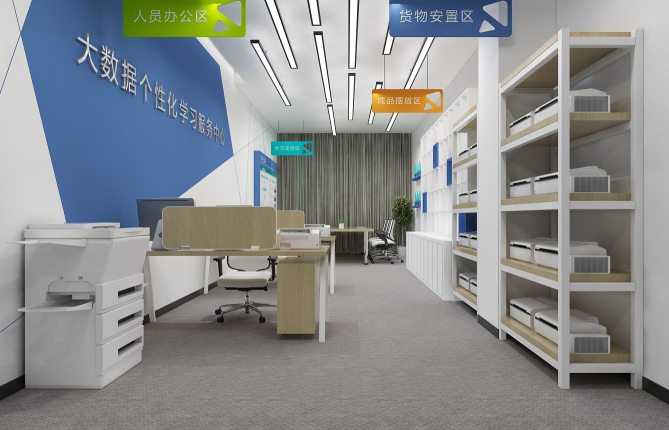 人员办公区
货物安置区
大数据个性化学习服务中心
成品摆放区